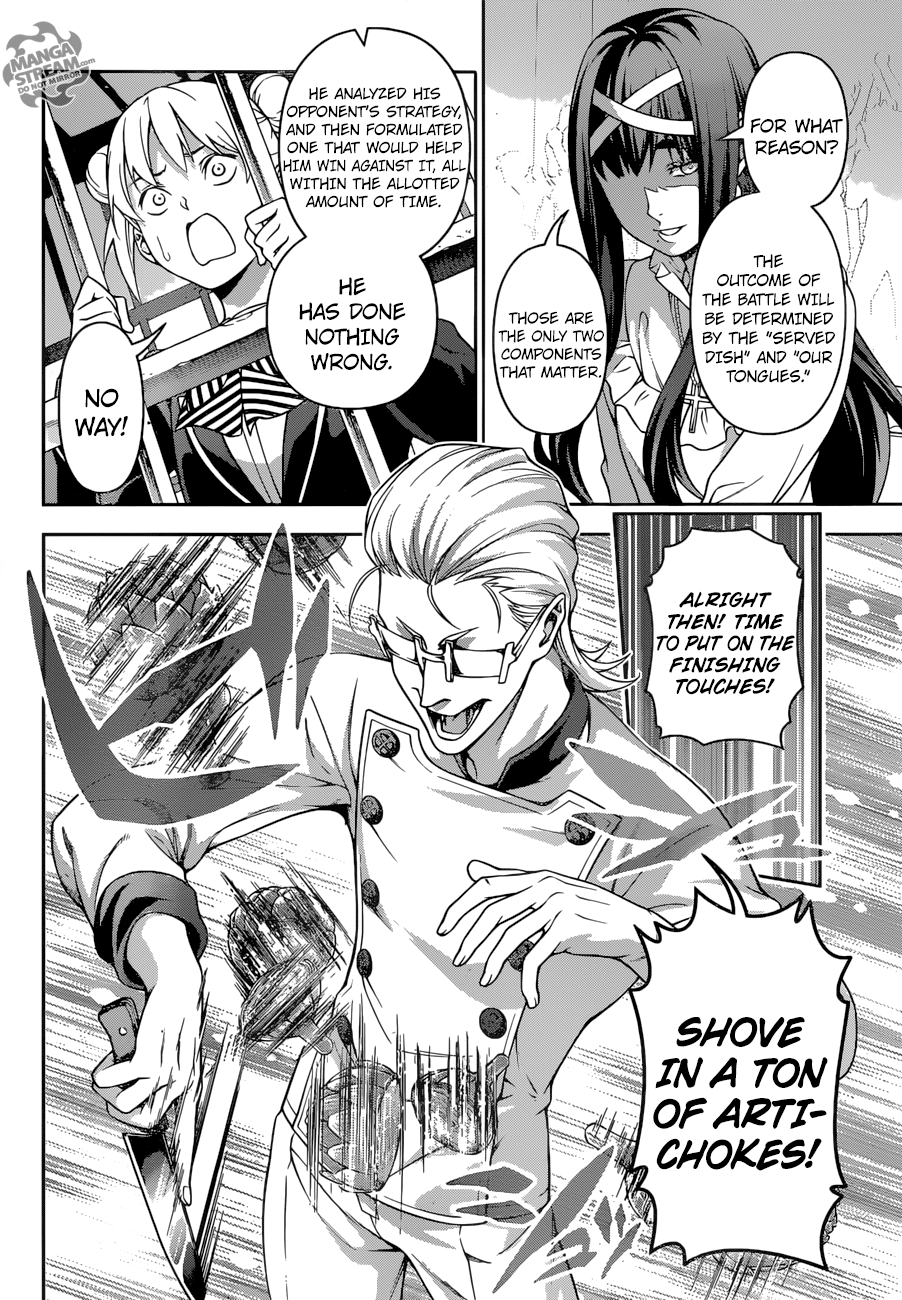 FOR WHAT
REASON?
THE
OUTCOME OF
THE BATTLE WILL
BE DETERMINED
BY THE "SERVED
DISH" AND "OUR
TONGUES."
THOSE ARE
THE ONLY TWO
COMPONENTS
THAT MATTER.
HE ANALYZED HIS
OPPONENT'S STRATEGY,
AND THEN FORMULATED
ONE THAT WOULD HELP
HIM WIN AGAINST IT, ALL
WITHIN THE ALLOTTED
AMOUNT OF TIME.
HE
HAS DONE
NOTHING
WRONG.
NO
WAY!
ALRIGHT
THEN! TIME
TO PUT ON THE
FINISHING
TOUCHES!
SHOVE
IN A TON
OF ARTI-
CHOKES!
MANGA
STREAM.COM
DO NOT MIRROR